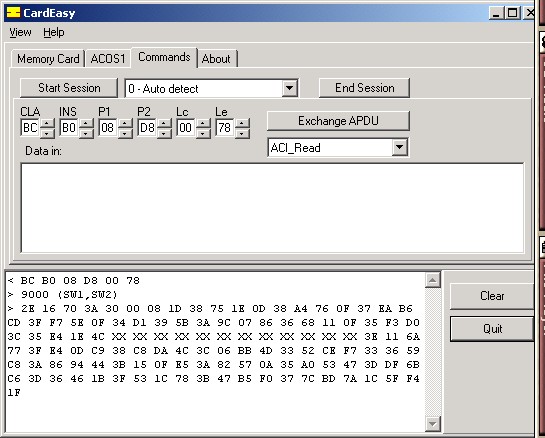 CardEasy
View Help
Memory Card ACOS1 Commands About
Start Session 0 - Auto detect End Session
CLA INS P1 P2 Lc Le
BC B0 08 D8 00 78 Exchange APDU
Data in: ACI_Read
< BC B0 08 D8 00 78
> 9000 (SW1,SW2)
> 2E 16 70 3A 30 00 08 1D 38 75 1E 0D 38 A4 76 0F 37 EA B6
CD 3F F7 5E 0F 34 D1 39 5B 3A 9C 07 86 36 68 11 0F 35 F3 D0
3C 35 E4 1E 4C XX XX XX XX XX XX XX XX XX XX XX 3E 11 6A
77 3F E4 0D C9 38 C8 DA 4C 3C 06 BB 4D 33 52 CE F7 33 36 59
C8 3A 86 94 44 3B 15 0F E5 3A 82 57 0A 35 A0 53 47 3D DF 6B
C6 3D 36 46 1B 3F 53 1C 78 3B 47 B5 F0 37 7C BD 7A 1C 5F F4
1F
Clear
Quit